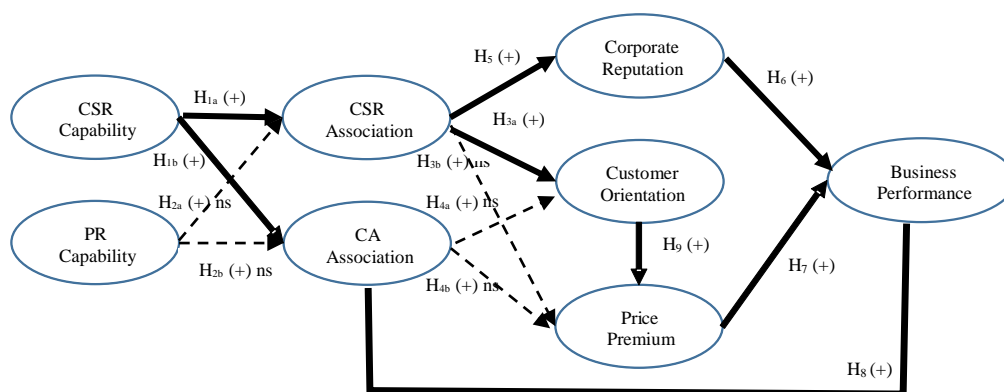 Corporate
Reputation
H5 (+)
H6 (+)
CSR
Capability
H1a (+)
CSR
Association
H3a (+)
H1b (+)
H3b (+) ns
Customer
Orientation
Business
Performance
H2a (+) ns
H4a (+) ns
PR
Capability
CA
Association
H9 (+)
H7 (+)
H2b (+) ns
H4b (+) ns
Price
Premium
H8 (+)